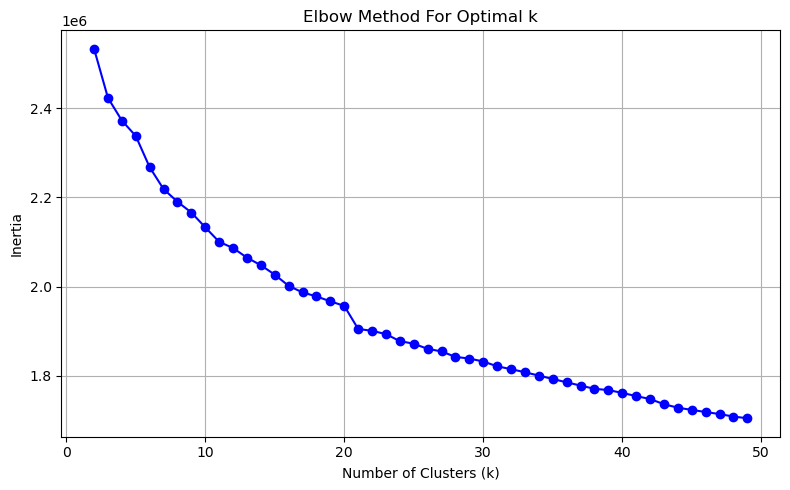 Elbow Method For Optimal k
1e6
2.4
2.2
2.0
1.8
Inertia
0
10
20
30
40
50
Number of Clusters (k)